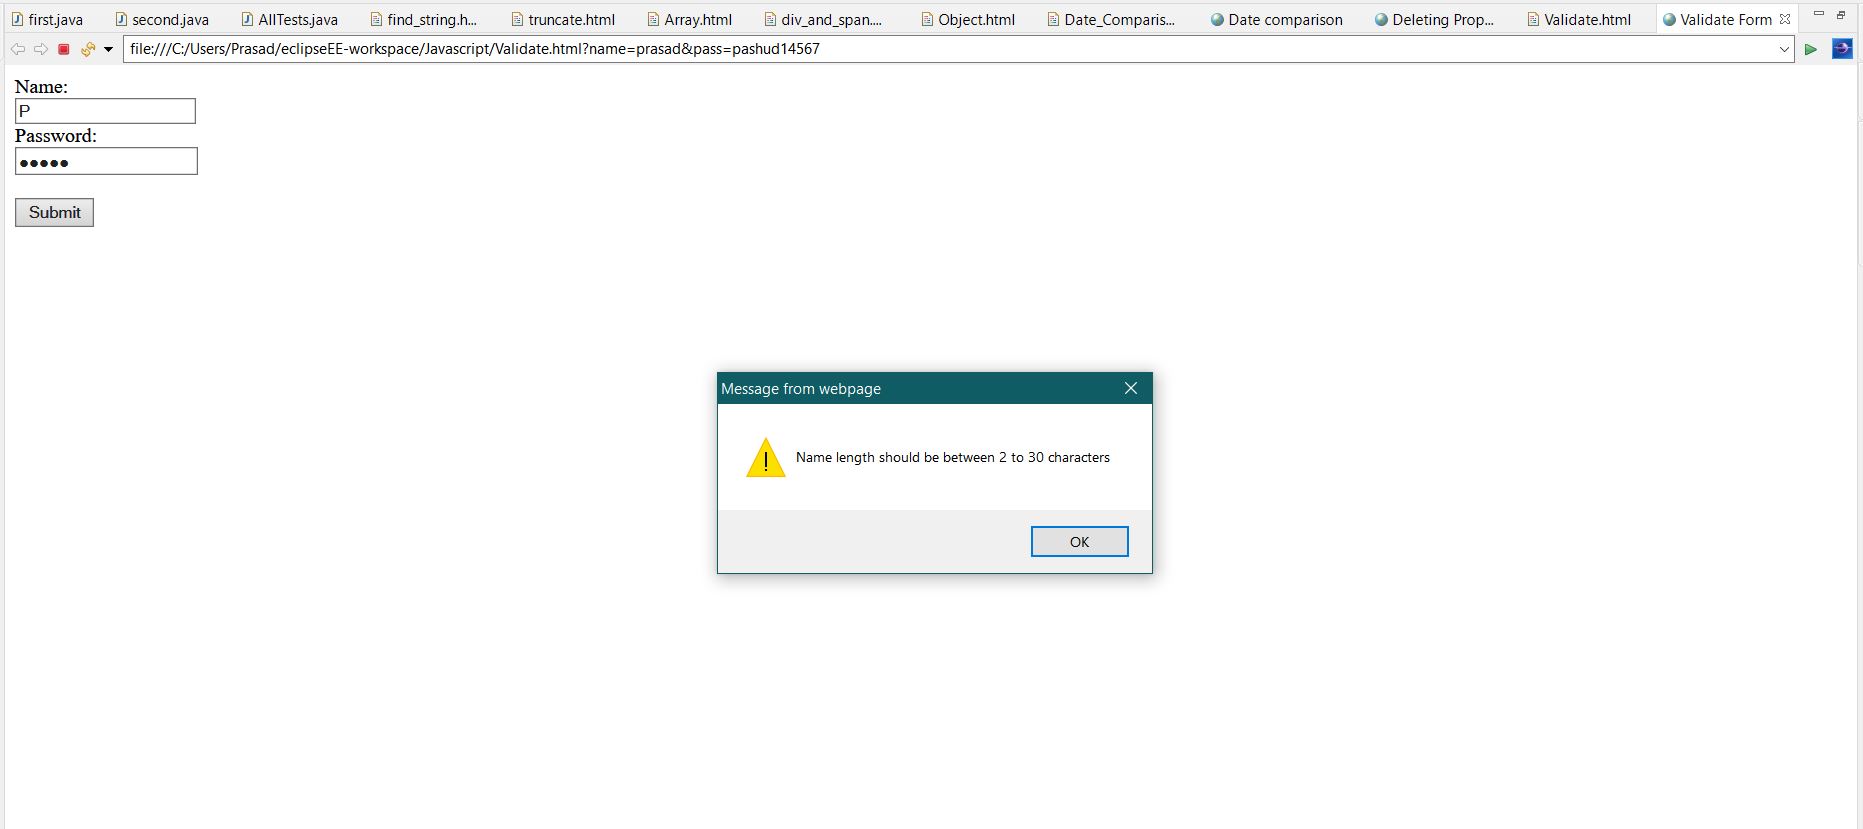 first.java second.java AllTests.java find_string.h... truncate.html Array.html div_and_span.... Object.html Date_Comparis... Date comparison Deleting Prop... Validate.html Validate Form
file:///C:/Users/Prasad/eclipseEE-workspace/Javascript/Validate.html?name=prasad&pass=pashud14567
Name:
P
Password:
●●●●●
Submit
Message from webpage
Name length should be between 2 to 30 characters
OK